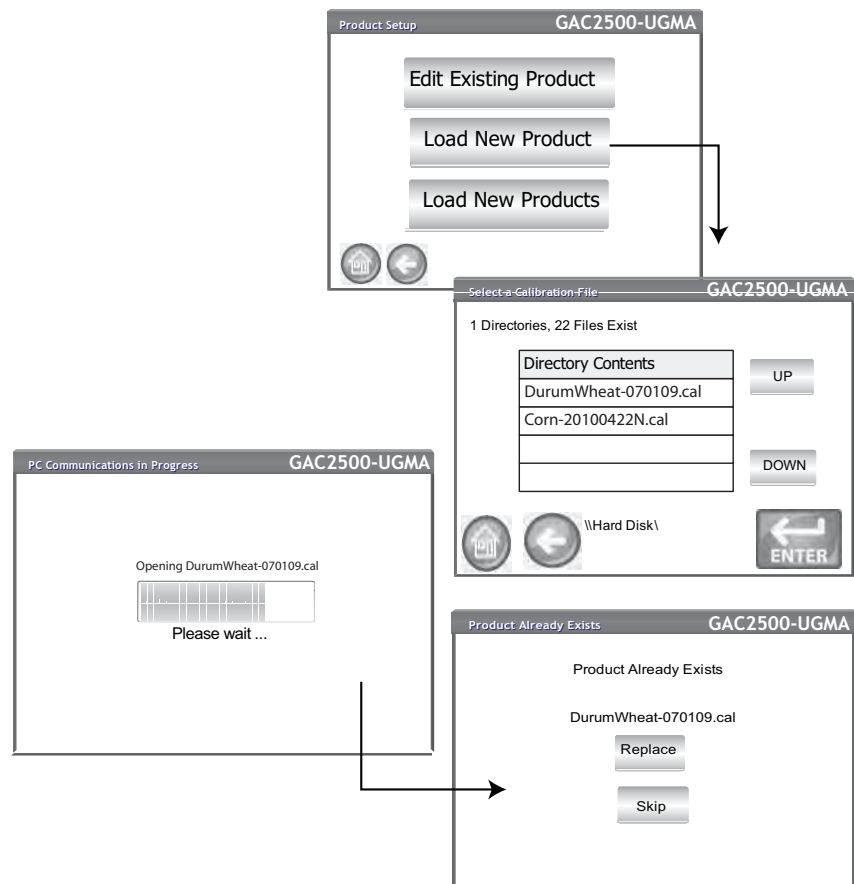 Product Setup GAC2500-UGMA
Edit Existing Product
Load New Product
Load New Products
Select a Calibration File GAC2500-UGMA
1 Directories, 22 Files Exist
Directory Contents
DurumWheat-070109.cal
Corn-20100422N.cal
UP
DOWN
\\Hard Disk\
ENTER
PC Communications in Progress GAC2500-UGMA
Opening DurumWheat-070109.cal
Please wait ...
Product Already Exists GAC2500-UGMA
Product Already Exists
DurumWheat-070109.cal
Replace
Skip